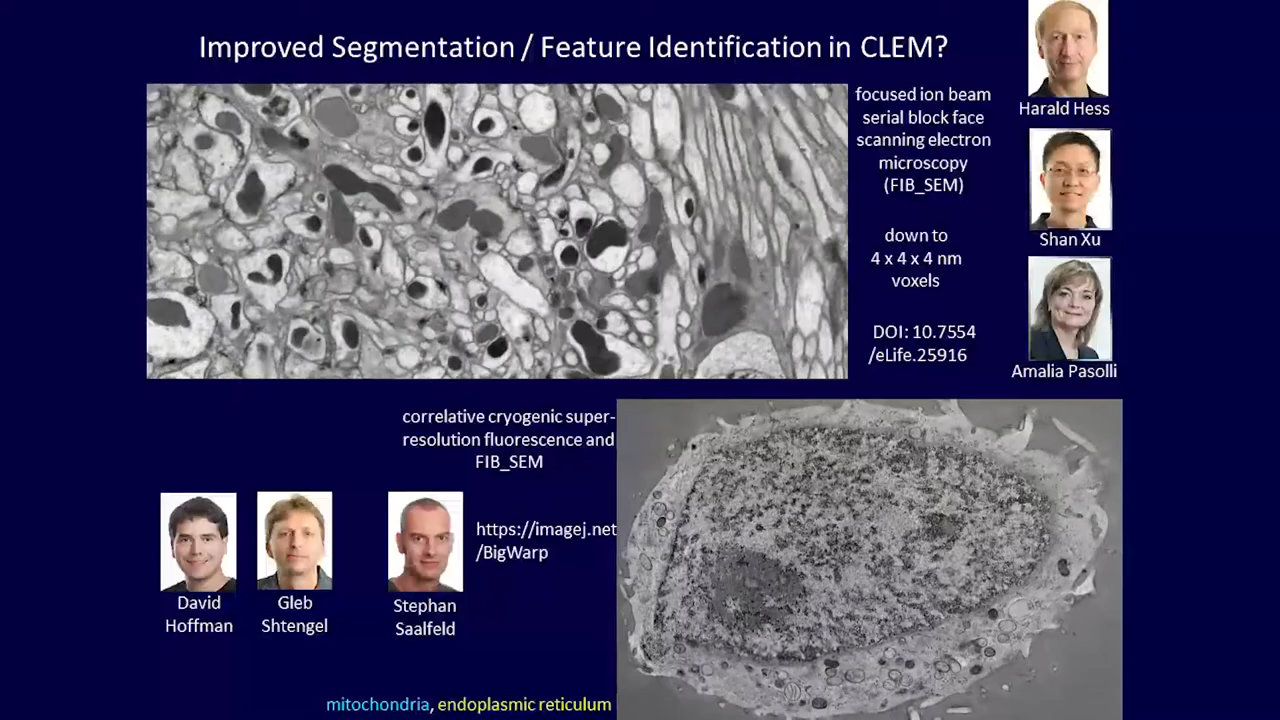 Improved Segmentation / Feature Identification in CLEM?
focused ion beam
serial block face
scanning electron
microscopy
(FIB_SEM)
down to
4 x 4 x 4 nm
voxels
DOI: 10.7554
/eLife.25916
Harald Hess
Shan Xu
Amalia Pasolli
correlative cryogenic super-
resolution fluorescence and
FIB_SEM
https://imagej.net
/BigWarp
David
Hoffman
Gleb
Shtengel
Stephan
Saalfeld
mitochondria, endoplasmic reticulum